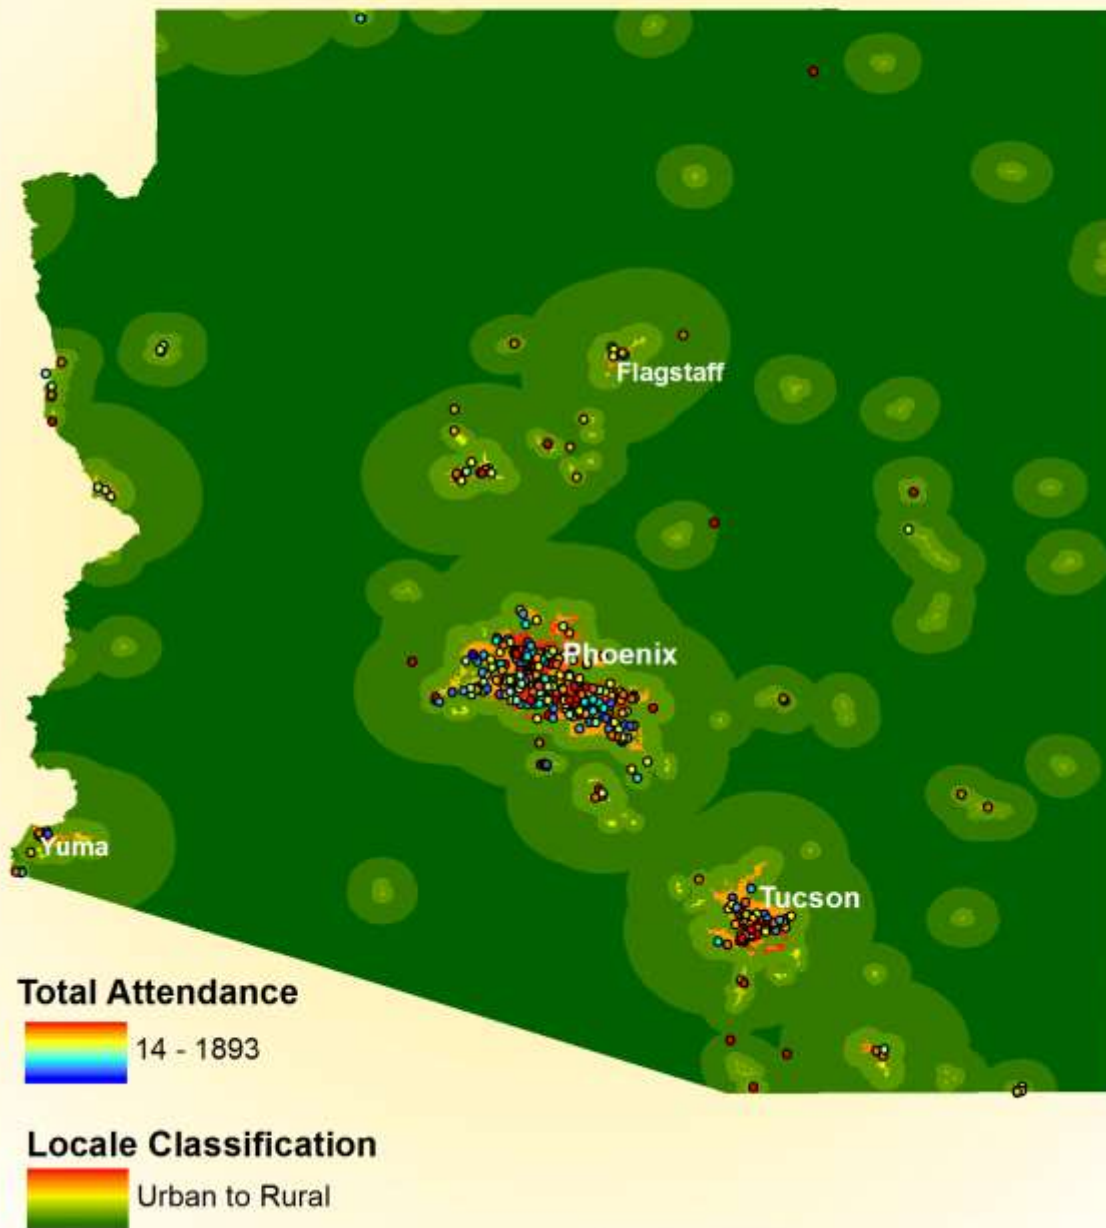 Flagstaff
Phoenix
Yuma
Tucson
Total Attendance
14 - 1893
Locale Classification
Urban to Rural